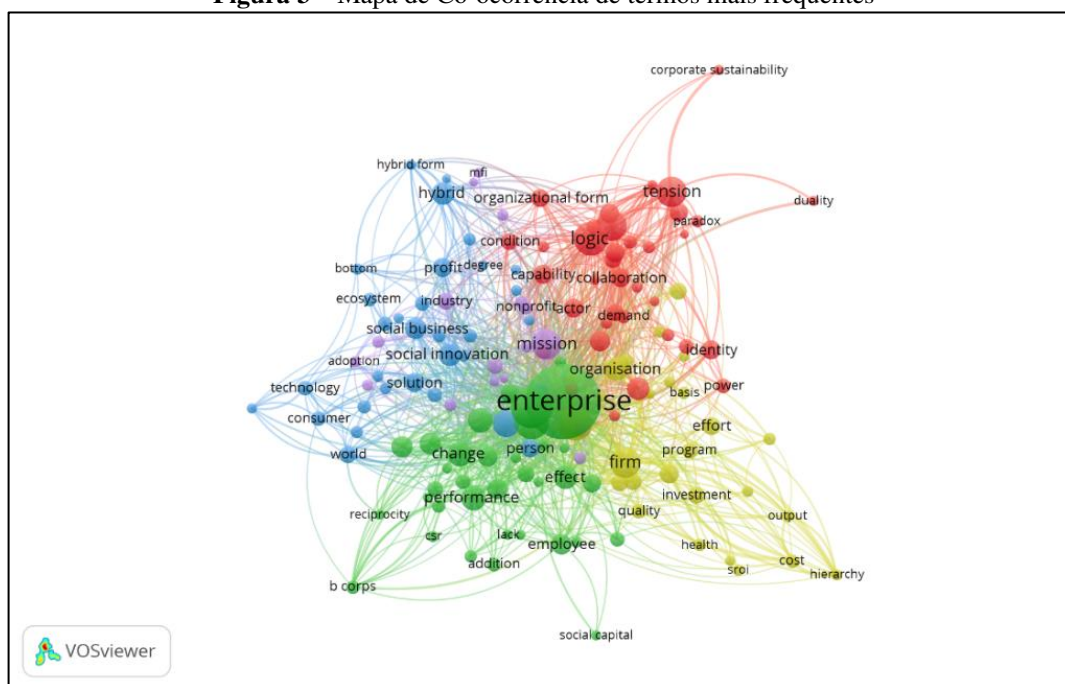 Figura 3 – Mapa de Co-ocorrência de termos mais frequentes
corporate sustainability
hybrid form
mfi
hybrid
organizational form
tension
duality
paradox
logic
condition
bottom
profit
degree
capability
collaboration
ecosystem
industry
nonprofit
actor
demand
social business
mission
adoption
social innovation
identity
organisation
technology
solution
basis
power
enterprise
consumer
effort
world
change
person
program
firm
effect
performance
investment
reciprocity
quality
output
csr
lack
employee
health
addition
sroi
cost
hierarchy
b corps
social capital
VOSviewer